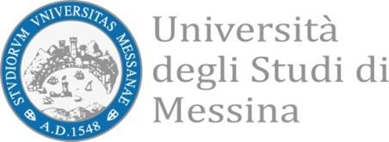 STVDIORVM VNIVERSITAS MESSANAE
A.D.1548
Università
degli Studi di
Messina